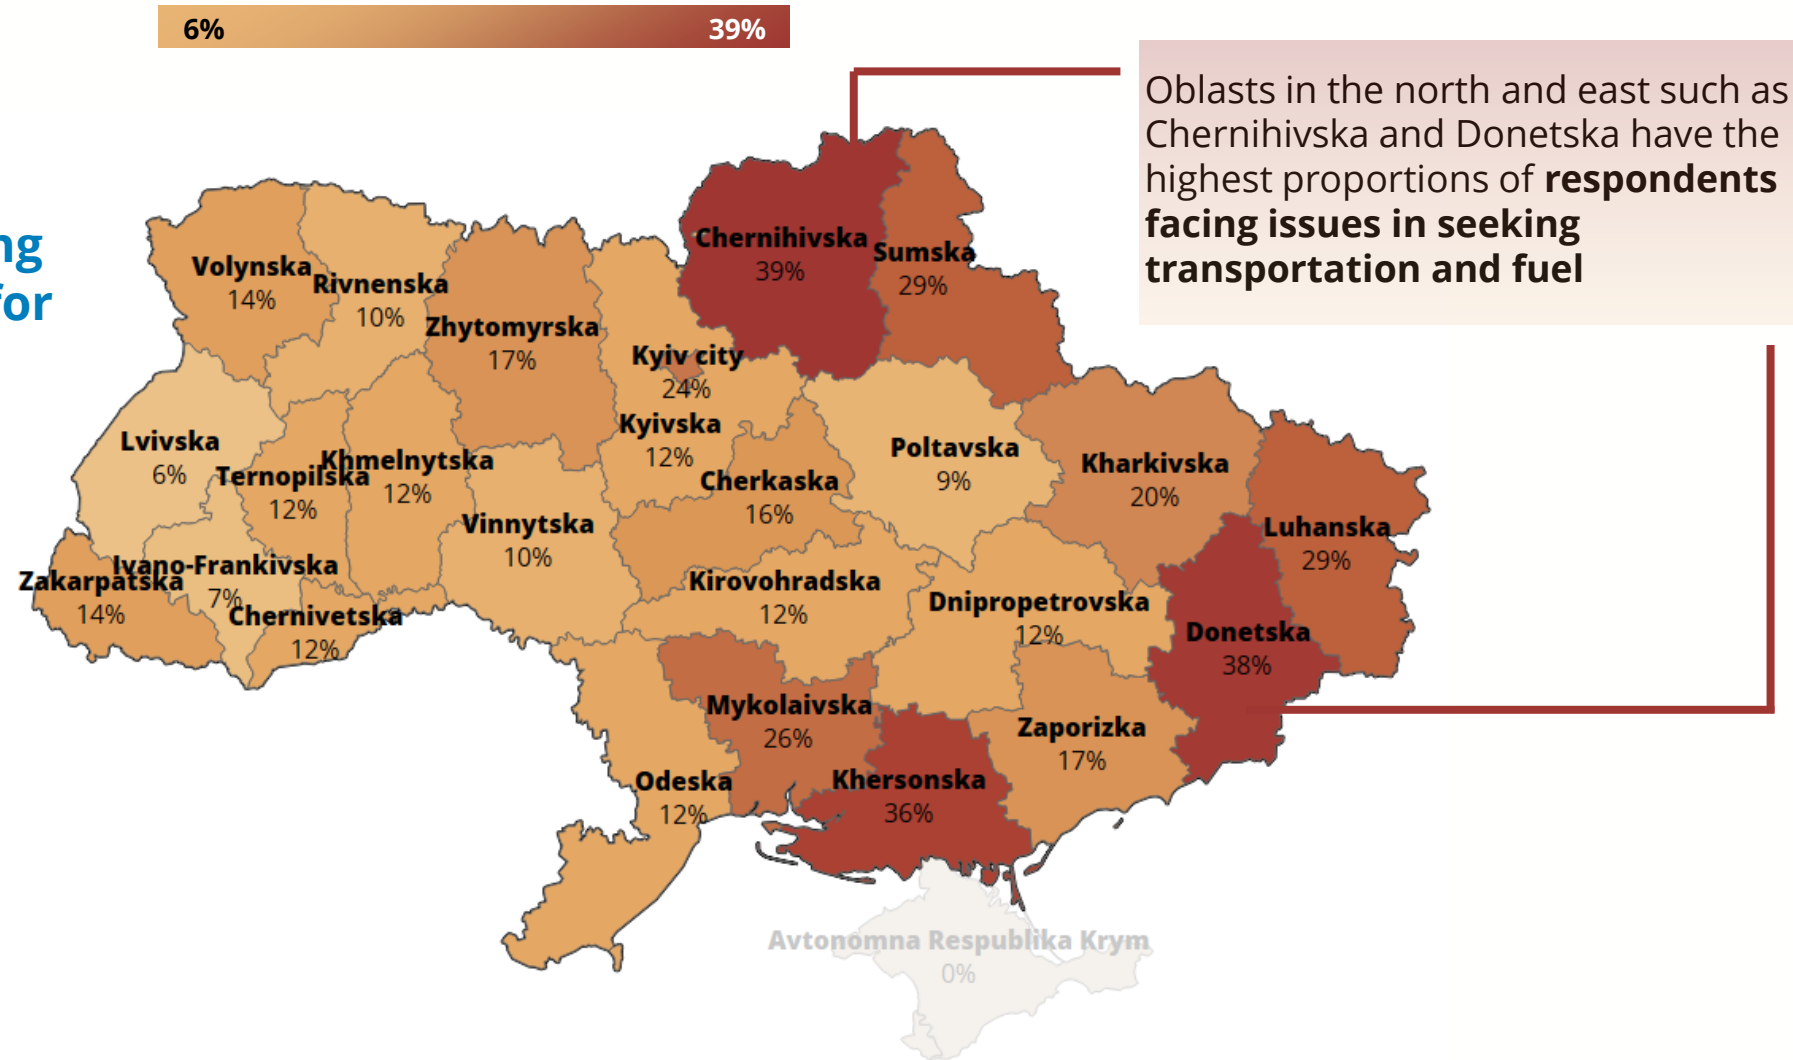 6% 39%
Oblasts in the north and east such as
Chernihivska and Donetska have the
highest proportions of respondents
facing issues in seeking
transportation and fuel
for
Chernihivska
39%
Sumska
29%
Volynska
14%
Rivnenska
10%
Zhytomyrska
17%
Kyiv city
24%
Kyivska
12%
Lvivska
6%
Ternopilska
12%
Khmelnytska
12%
Vinnytska
10%
Cherkaska
16%
Poltavska
9%
Kharkivska
20%
Luhanska
29%
Zakarpatska
14%
Ivano-Frankivska
7%
Chernivetska
12%
Kirovohradska
12%
Dnipropetrovska
12%
Donetska
38%
Mykolaivska
26%
Zaporizka
17%
Odeska
12%
Khersonska
36%
Avtonomna Respublika Krym
0%